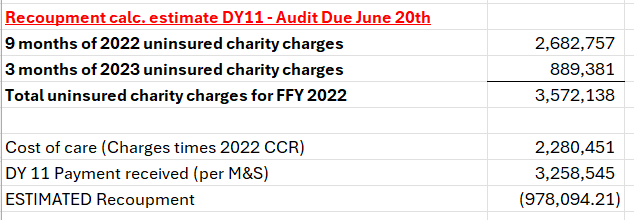 Recoupment calc. estimate DY11 - Audit Due June 20th
9 months of 2022 uninsured charity charges 2,682,757
3 months of 2023 uninsured charity charges 889,381
Total uninsured charity charges for FFY 2022 3,572,138
Cost of care (Charges times 2022 CCR) 2,280,451
DY 11 Payment received (per M&S) 3,258,545
ESTIMATED Recoupment (978,094.21)